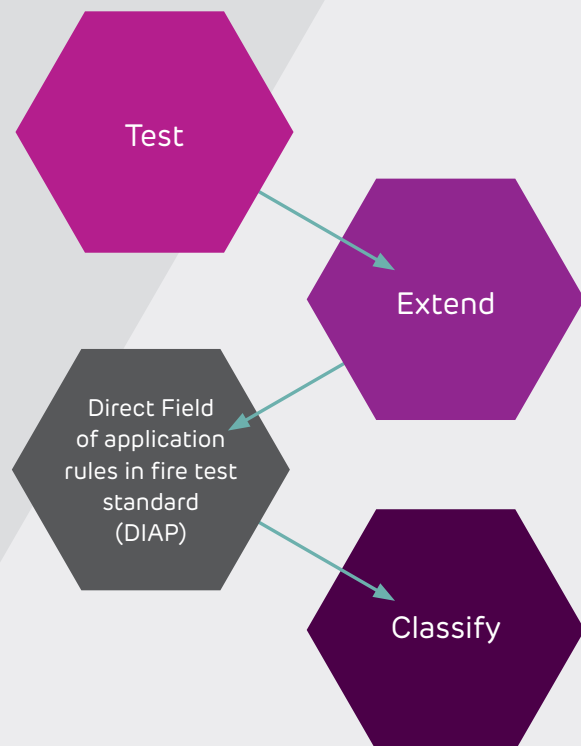 Test
Extend
Direct Field
of application
rules in fire test
standard
(DIAP)
Classify